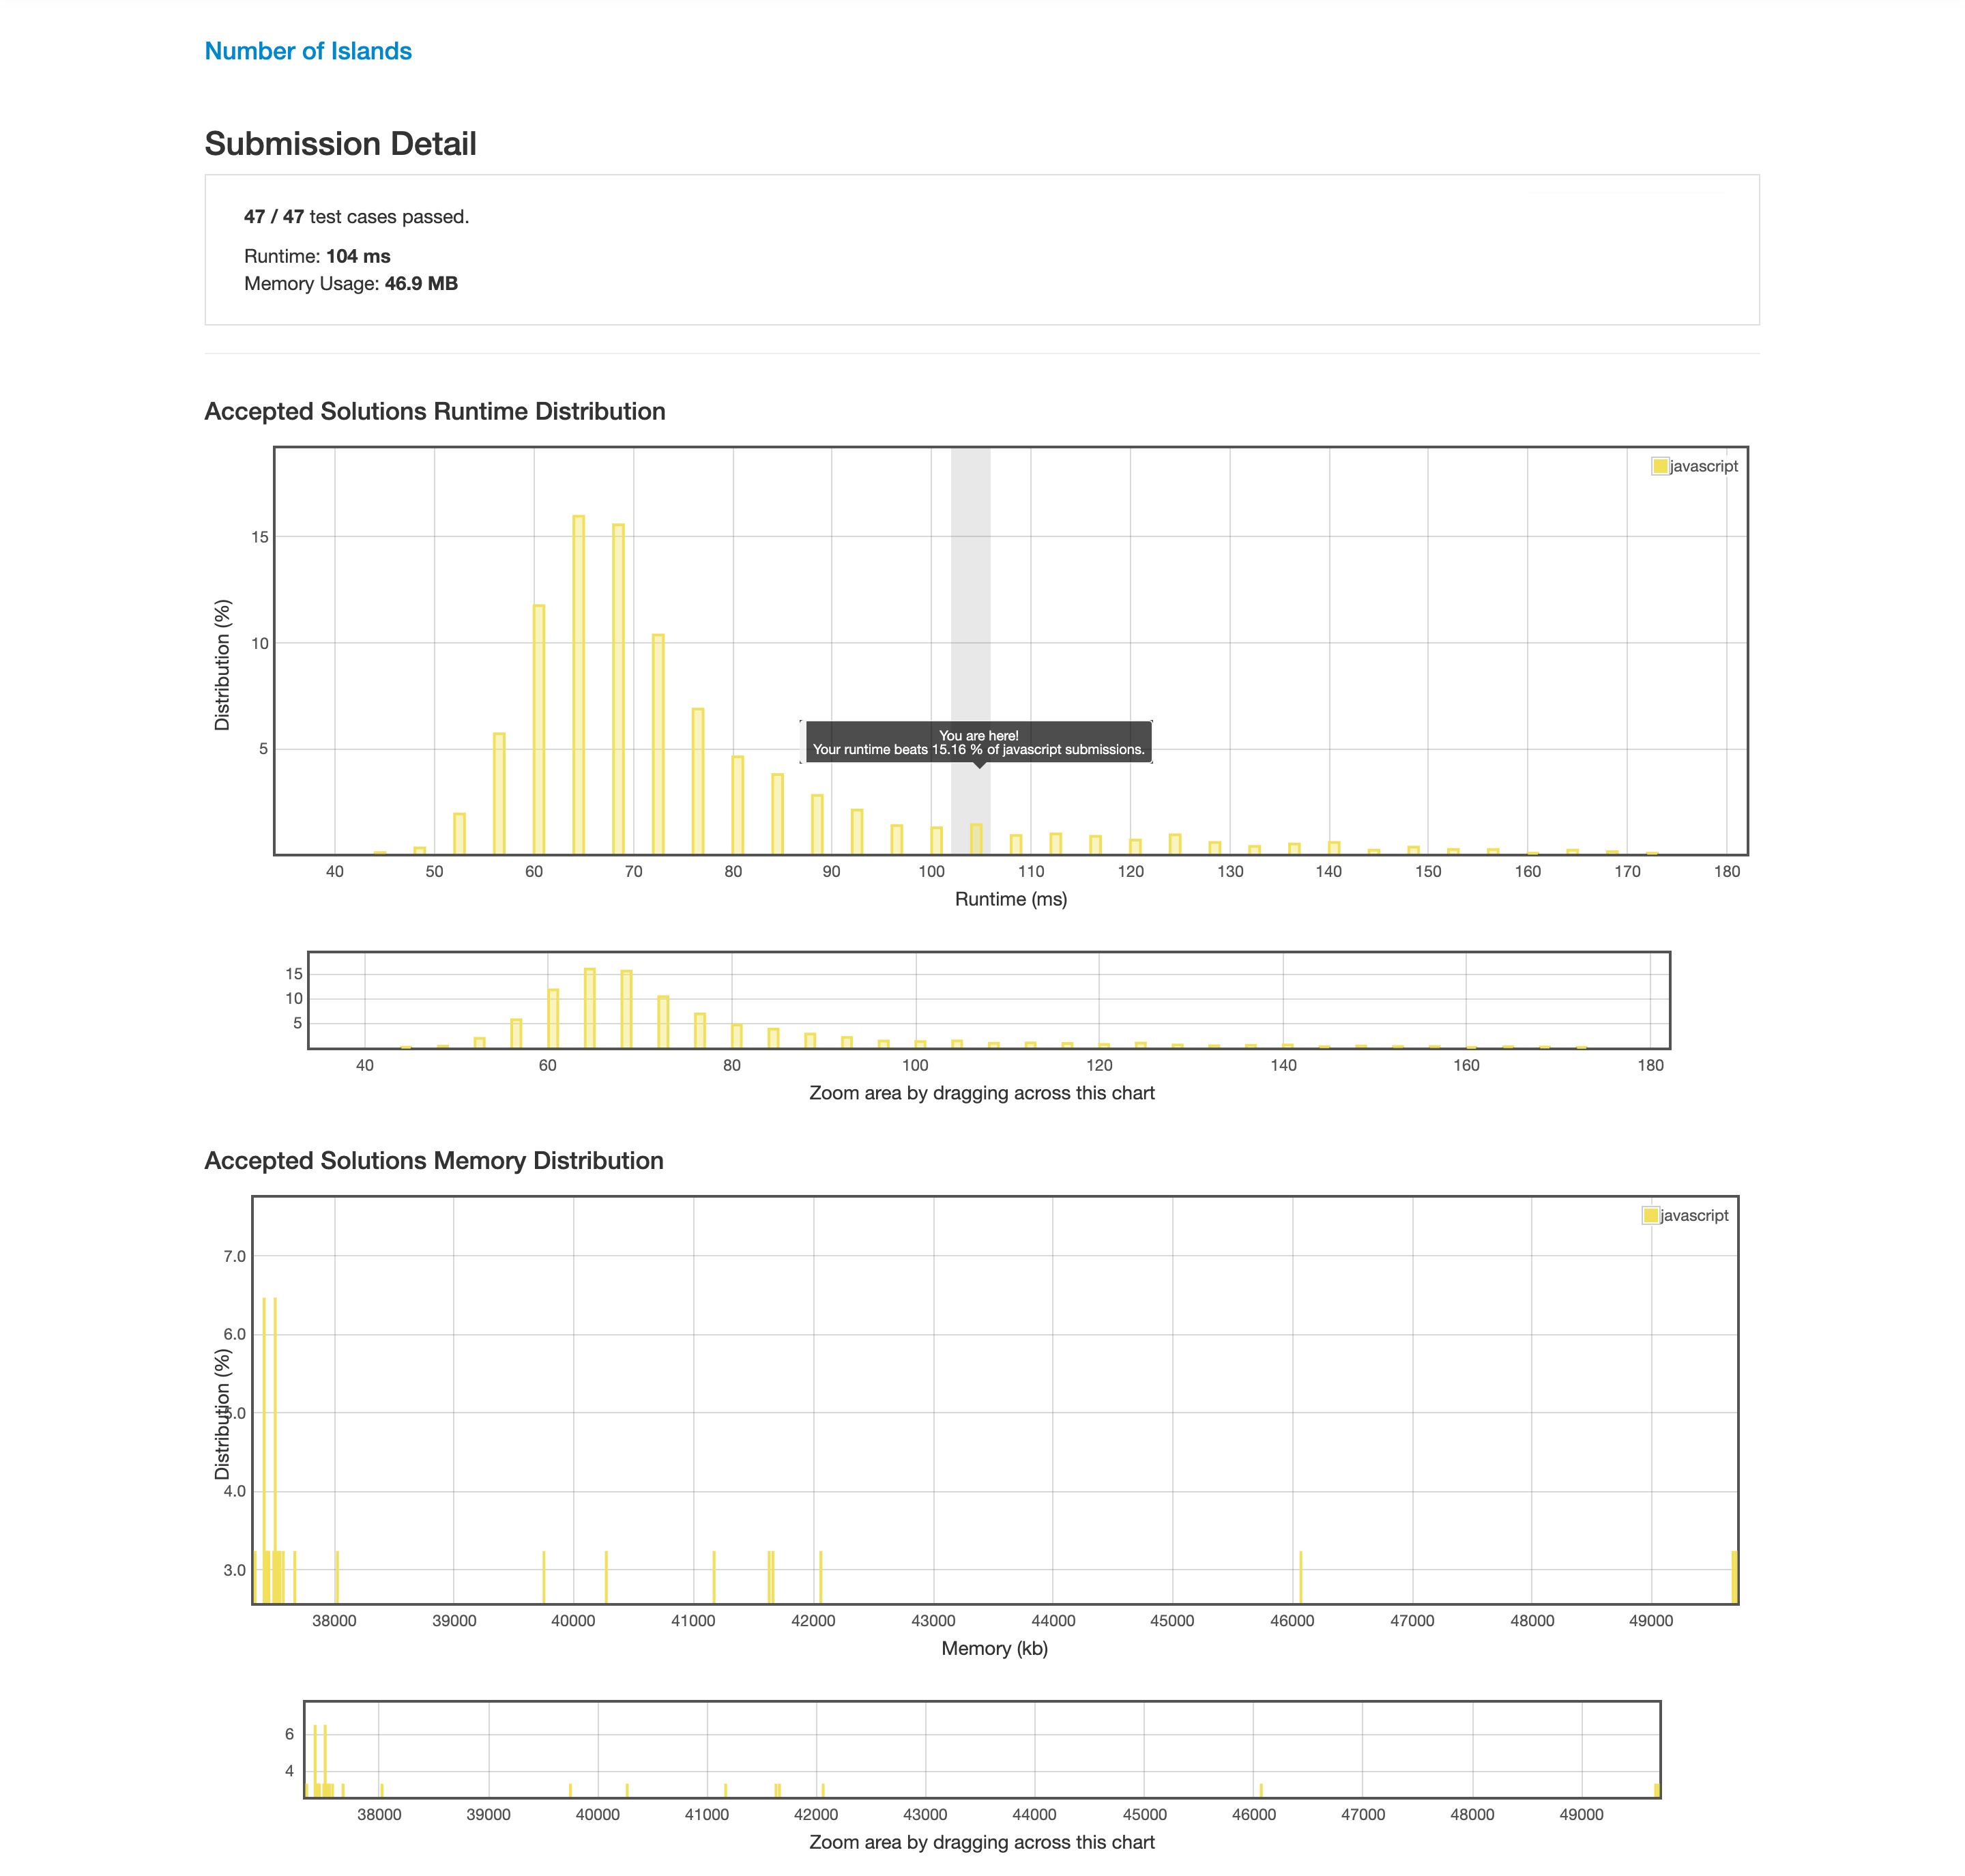 Number of Islands
Submission Detail
47 / 47 test cases passed.
Runtime: 104 ms
Memory Usage: 46.9 MB
Accepted Solutions Runtime Distribution
javascript
15
10
5
Distribution (%)
You are here!
Your runtime beats 15.16 % of javascript submissions.
40 50 60 70 80 90 100 110 120 130 140 150 160 170 180
Runtime (ms)
15
10
5
40 60 80 100 120 140 160 180
Zoom area by dragging across this chart
Accepted Solutions Memory Distribution
javascript
7.0
6.0
5.0
4.0
3.0
Distribution (%)
38000 39000 40000 41000 42000 43000 44000 45000 46000 47000 48000 49000
Memory (kb)
6
4
38000 39000 40000 41000 42000 43000 44000 45000 46000 47000 48000 49000
Zoom area by dragging across this chart